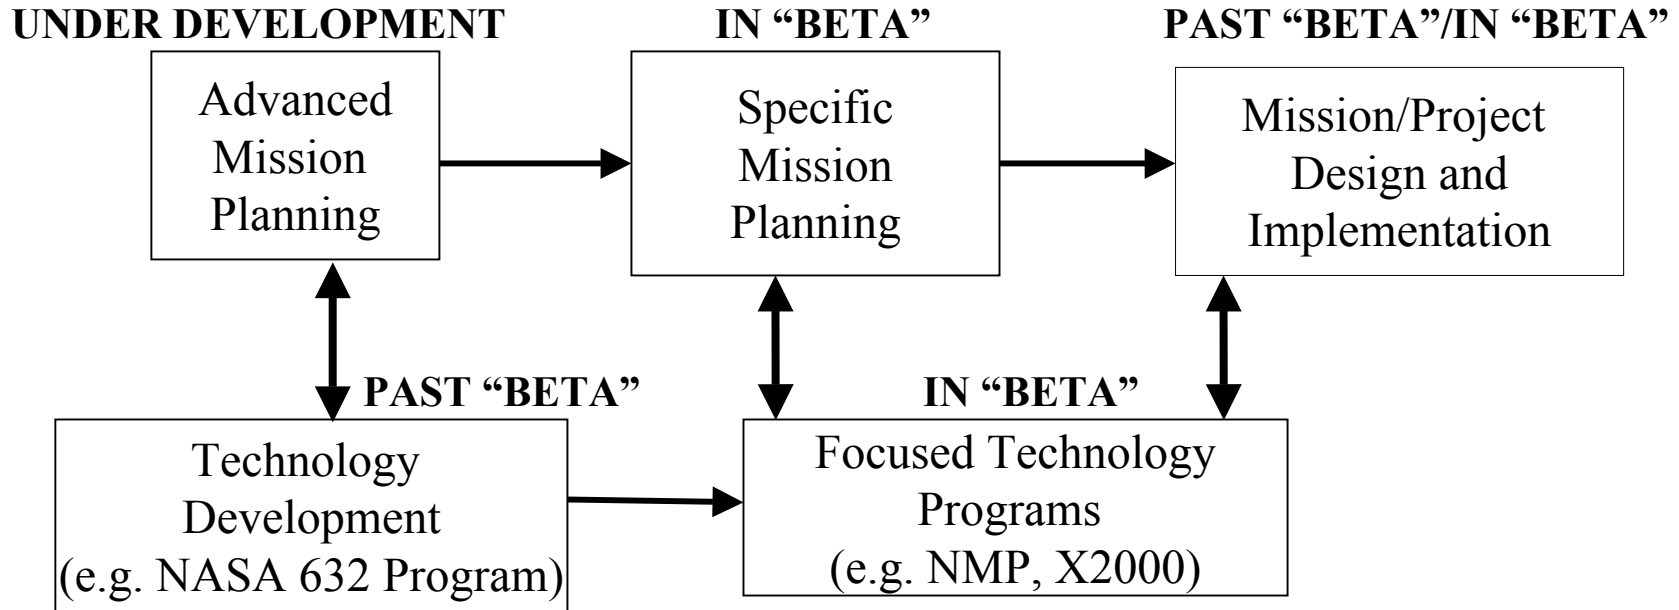 UNDER DEVELOPMENT
IN “BETA”
PAST “BETA”/IN “BETA”
Advanced
Mission
Planning
Specific
Mission
Planning
Mission/Project
Design and
Implementation
PAST “BETA”
IN “BETA”
Technology
Development
(e.g. NASA 632 Program)
Focused Technology
Programs
(e.g. NMP, X2000)